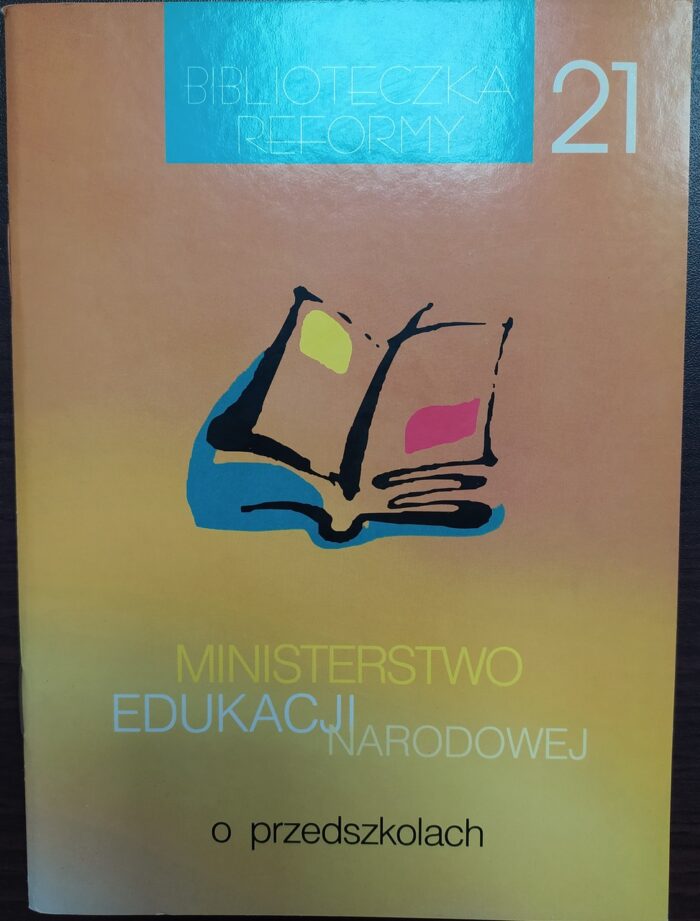 BIBLIOTECZKA
REFORMY
21
MINISTERSTWO
EDUKACJI
NARODOWEJ
o przedszkolach